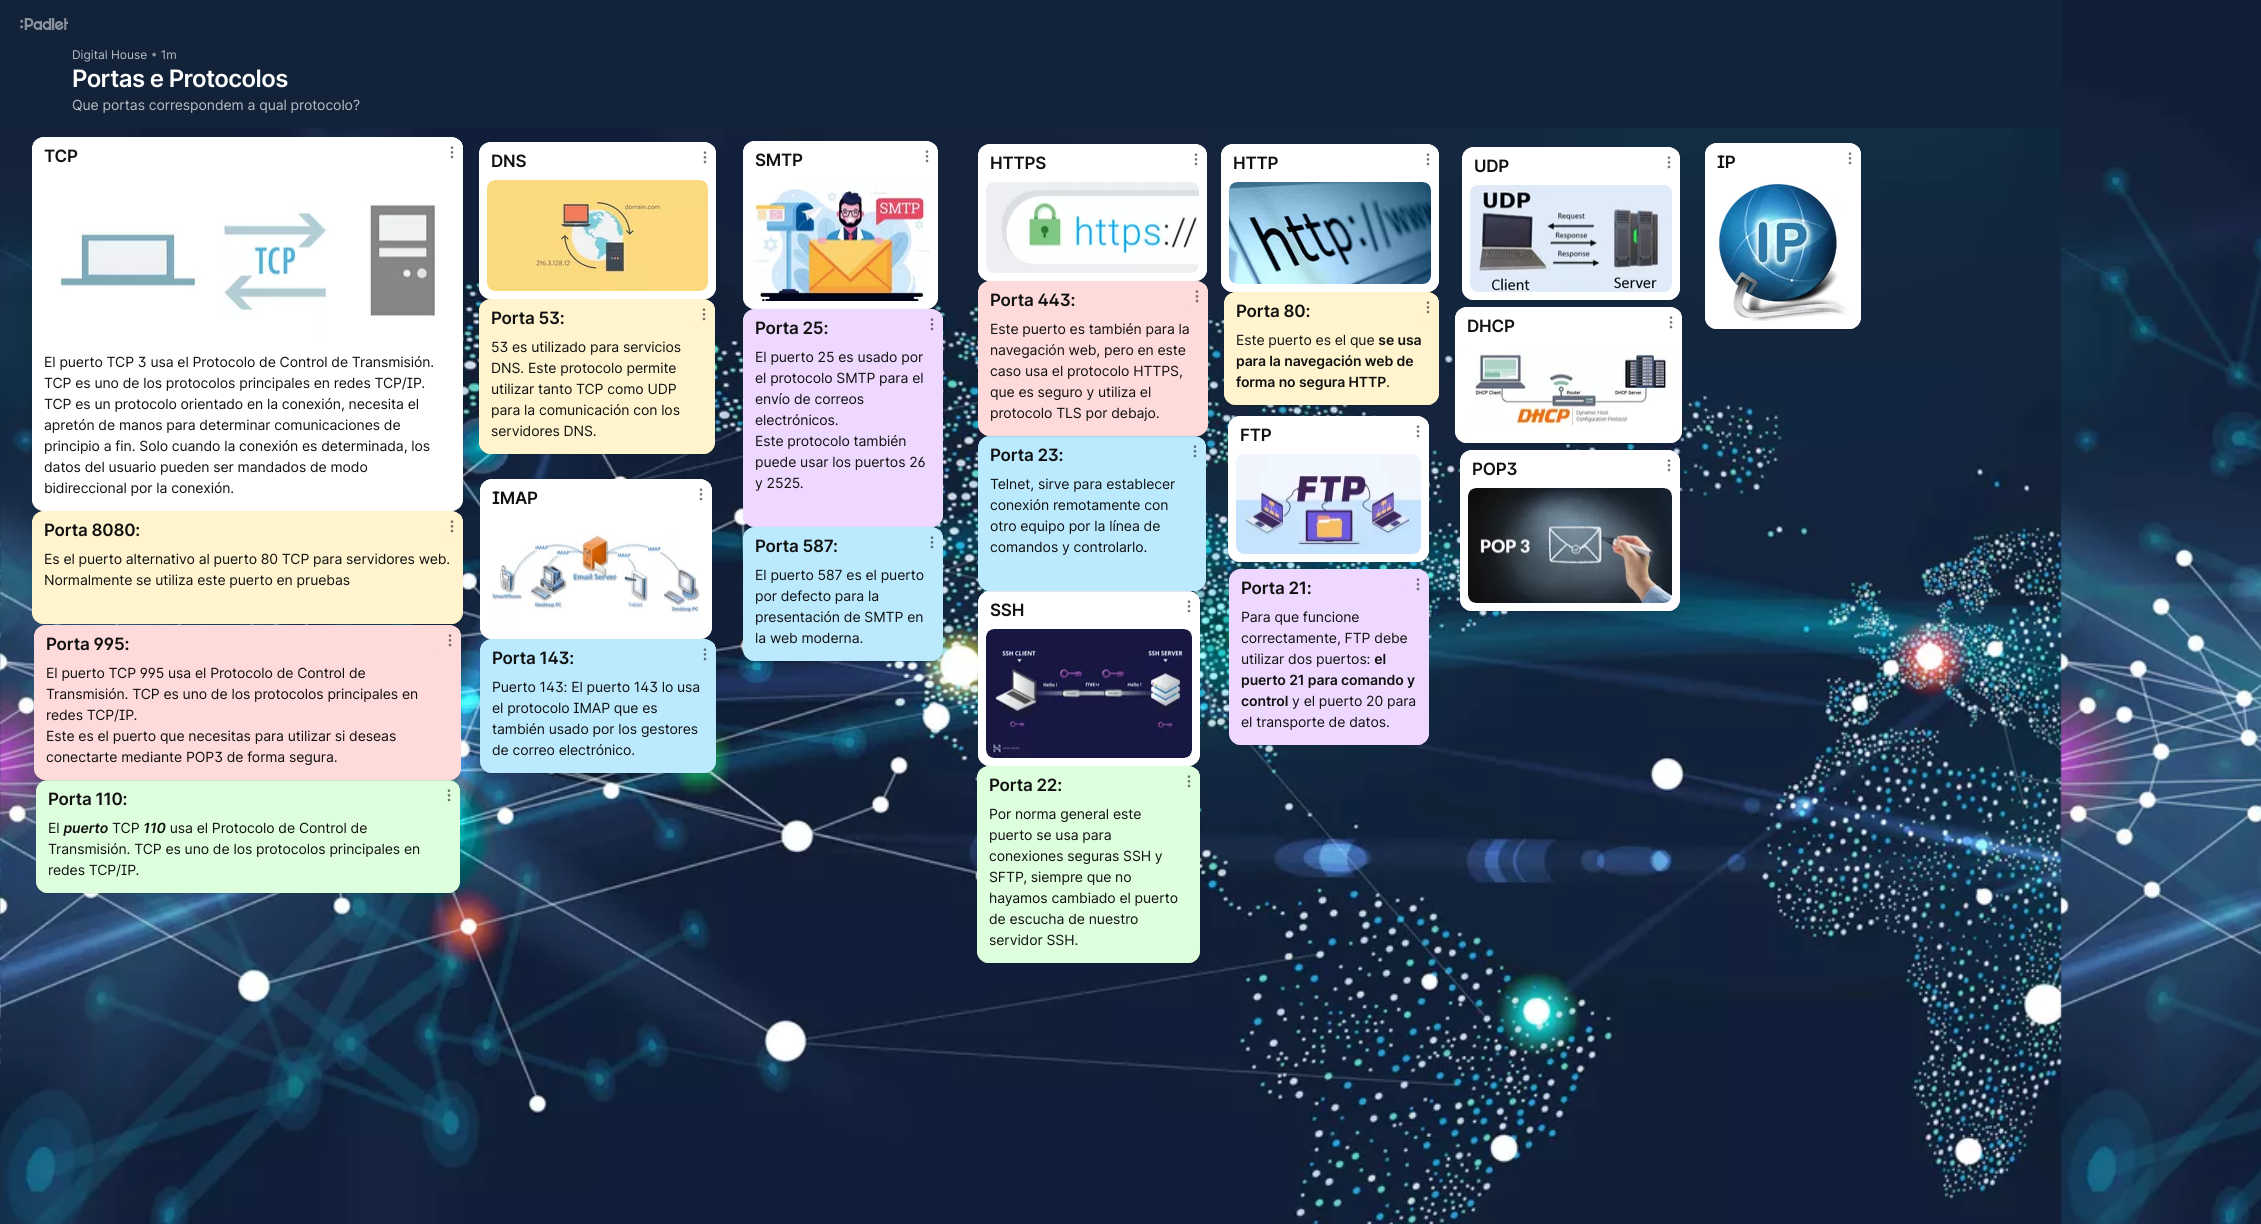 :Padlet
Digital House • 1m
Portas e Protocolos
Que portas correspondem a qual protocolo?
TCP
TCP
El puerto TCP 3 usa el Protocolo de Control de Transmisión.
TCP es uno de los protocolos principales en redes TCP/IP.
TCP es un protocolo orientado en la conexión, necesita el
apretón de manos para determinar comunicaciones de
principio a fin. Solo cuando la conexión es determinada, los
datos del usuario pueden ser mandados de modo
bidireccional por la conexión.
Porta 8080:
Es el puerto alternativo al puerto 80 TCP para servidores web.
Normalmente se utiliza este puerto en pruebas
Porta 995:
El puerto TCP 995 usa el Protocolo de Control de
Transmisión. TCP es uno de los protocolos principales en
redes TCP/IP.
Este es el puerto que necesitas para utilizar si deseas
conectarte mediante POP3 de forma segura.
Porta 110:
El puerto TCP 110 usa el Protocolo de Control de
Transmisión. TCP es uno de los protocolos principales en
redes TCP/IP.
DNS
domain.com
216.3.128.12
Porta 53:
53 es utilizado para servicios
DNS. Este protocolo permite
utilizar tanto TCP como UDP
para la comunicación con los
servidores DNS.
IMAP
IMAP
IMAP
IMAP
IMAP
Email Server
SmartPhone
Desktop PC
Tablet
Desktop PC
Porta 143:
Puerto 143: El puerto 143 lo usa
el protocolo IMAP que es
también usado por los gestores
de correo electrónico.
SMTP
SMTP
Porta 25:
El puerto 25 es usado por
el protocolo SMTP para el
envío de correos
electrónicos.
Este protocolo también
puede usar los puertos 26
y 2525.
Porta 587:
El puerto 587 es el puerto
por defecto para la
presentación de SMTP en
la web moderna.
HTTPS
https://
Porta 443:
Este puerto es también para la
navegación web, pero en este
caso usa el protocolo HTTPS,
que es seguro y utiliza el
protocolo TLS por debajo.
Porta 23:
Telnet, sirve para establecer
conexión remotamente con
otro equipo por la línea de
comandos y controlarlo.
SSH
SSH CLIENT
SSH SERVER
Hello !
Hello !
Porta 22:
Por norma general este
puerto se usa para
conexiones seguras SSH y
SFTP, siempre que no
hayamos cambiado el puerto
de escucha de nuestro
servidor SSH.
HTTP
http://www
Porta 80:
Este puerto es el que se usa
para la navegación web de
forma no segura HTTP.
FTP
FTP
Porta 21:
Para que funcione
correctamente, FTP debe
utilizar dos puertos: el
puerto 21 para comando y
control y el puerto 20 para
el transporte de datos.
UDP
UDP
Request
Response
Response
Client
Server
DHCP
DHCP Client
Router
DHCP Server
DHCP
Dynamic Host
Configuration Protocol
POP3
POP 3
IP
IP